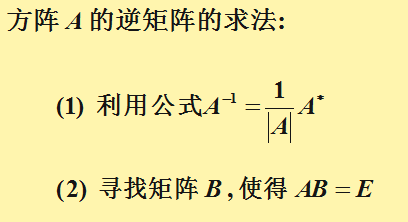 方阵 A 的逆矩阵的求法:
(1) 利用公式 A⁻¹ = 1/|A| A*
(2) 寻找矩阵 B , 使得 AB = E